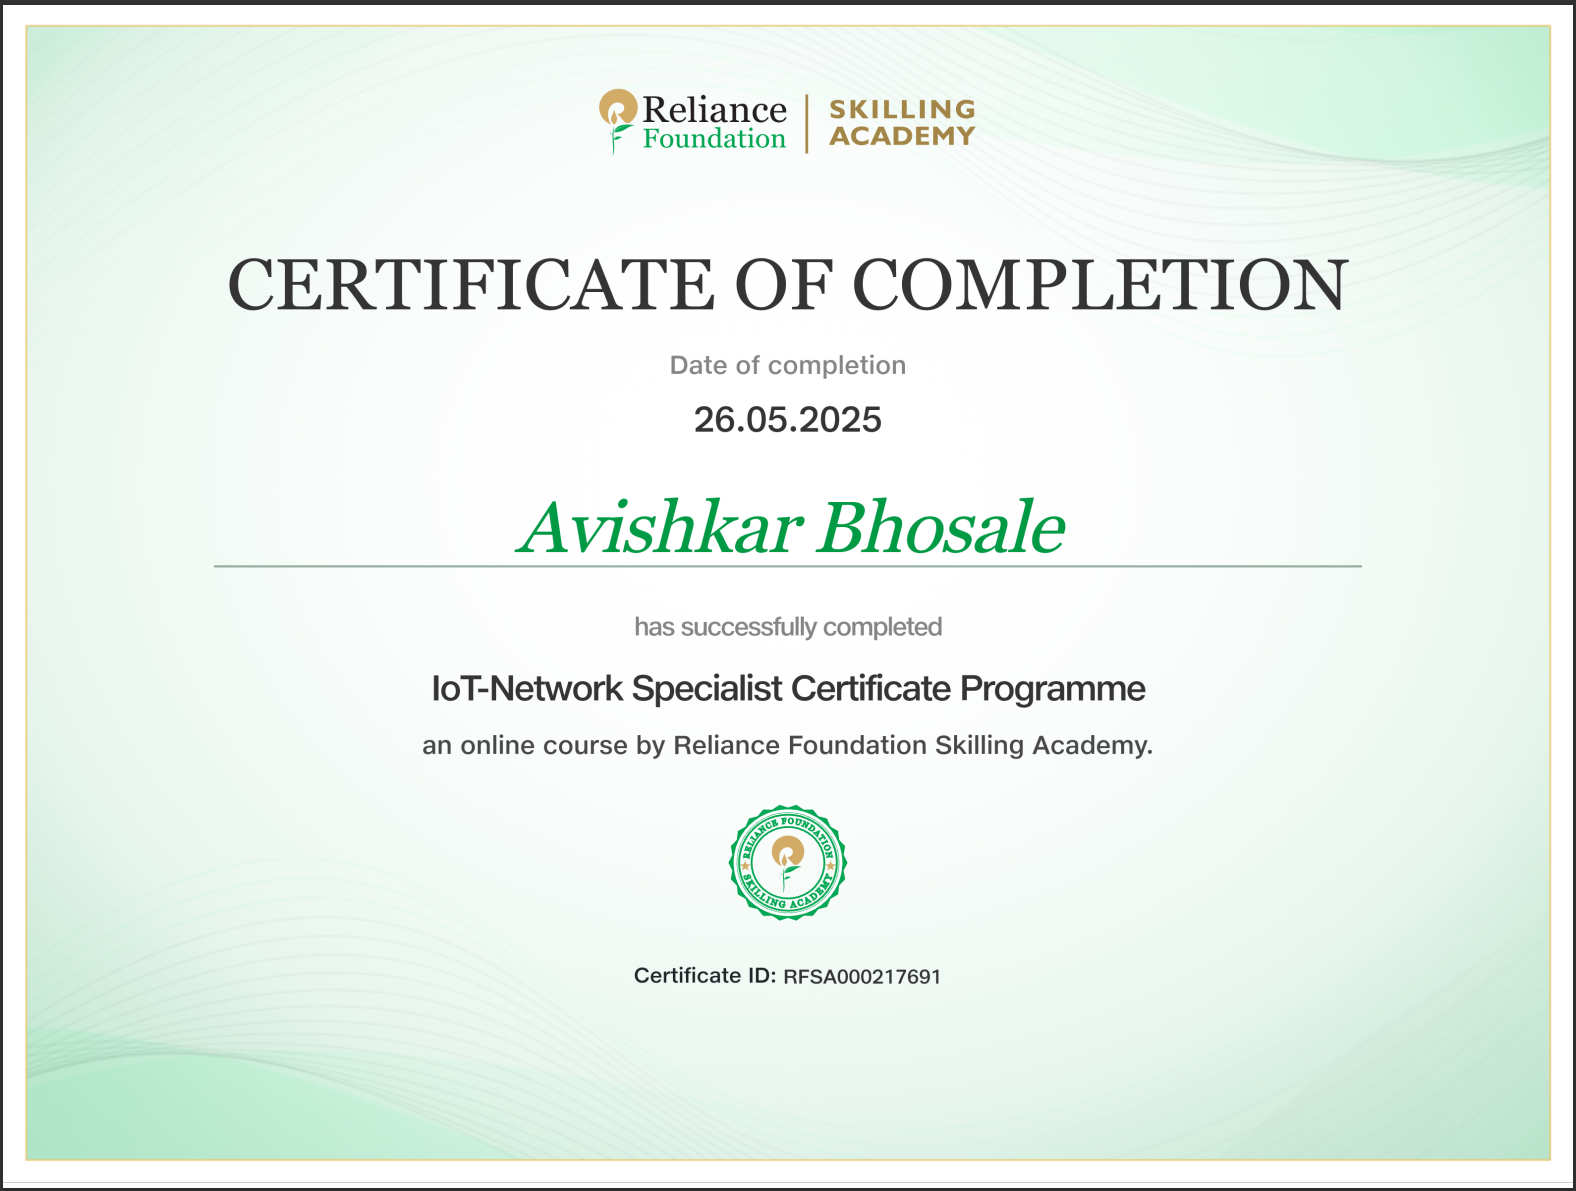 Reliance
Foundation
SKILLING
ACADEMY
CERTIFICATE OF COMPLETION
Date of completion
26.05.2025
Avishkar Bhosale
has successfully completed
IoT-Network Specialist Certificate Programme
an online course by Reliance Foundation Skilling Academy.
RELIANCE FOUNDATION
SKILLING ACADEMY
Certificate ID: RFSA000217691